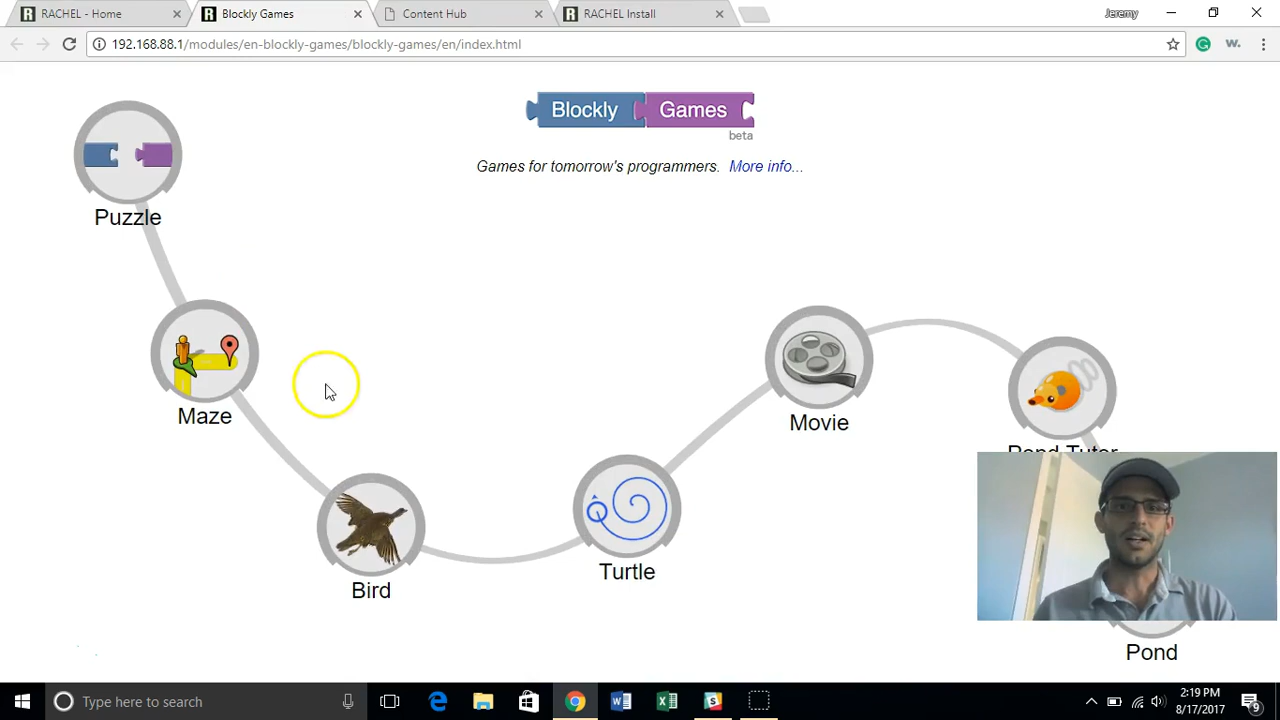 RACHEL - Home
Blockly Games
Content Hub
RACHEL Install
Jeremy
192.168.88.1/modules/en-blockly-games/blockly-games/en/index.html
Blockly Games
beta
Games for tomorrow's programmers. More info...
Puzzle
Maze
Bird
Turtle
Movie
Pond Tutor
Pond
Type here to search
2:19 PM
8/17/2017